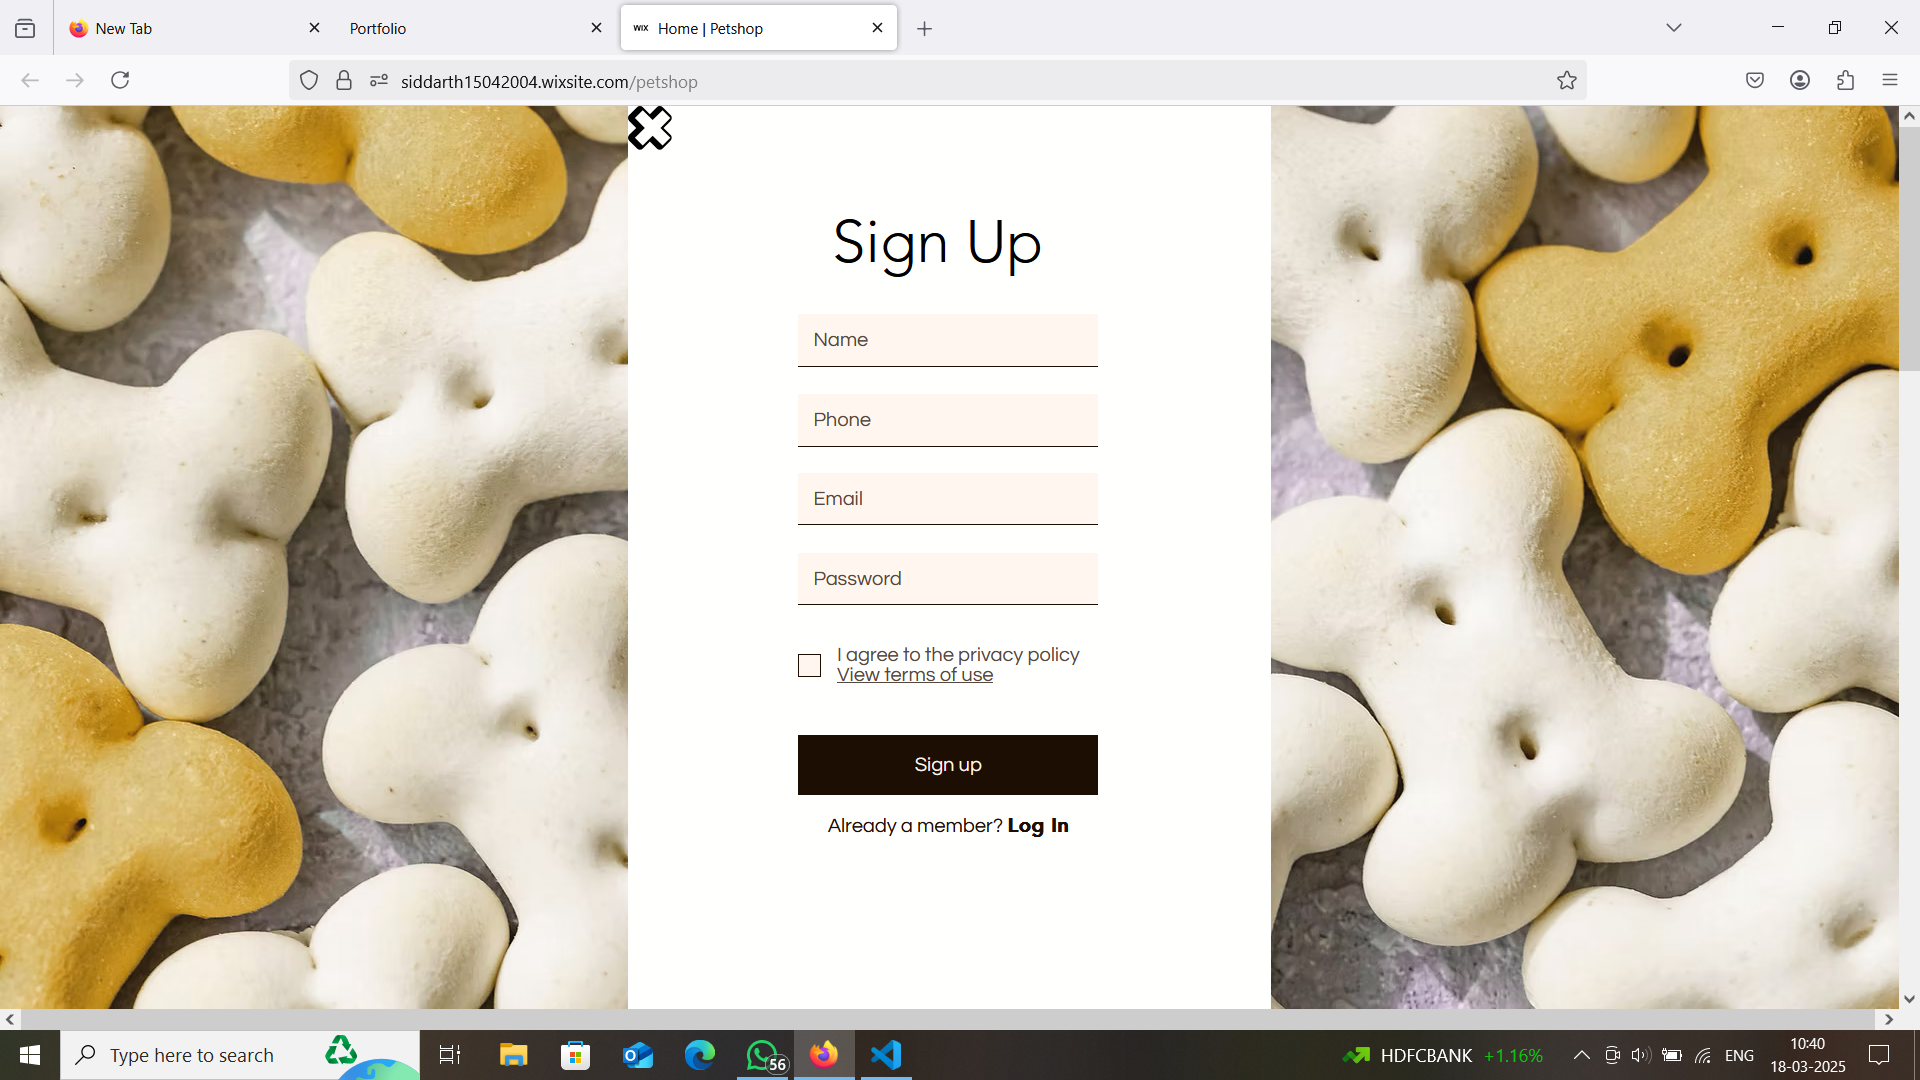 New Tab
Portfolio
WIX Home | Petshop
siddarth15042004.wixsite.com/petshop
Sign Up
Name
Phone
Email
Password
I agree to the privacy policy
View terms of use
Sign up
Already a member? Log In
Type here to search
56
HDFCBANK +1.16%
ENG
10:40
18-03-2025